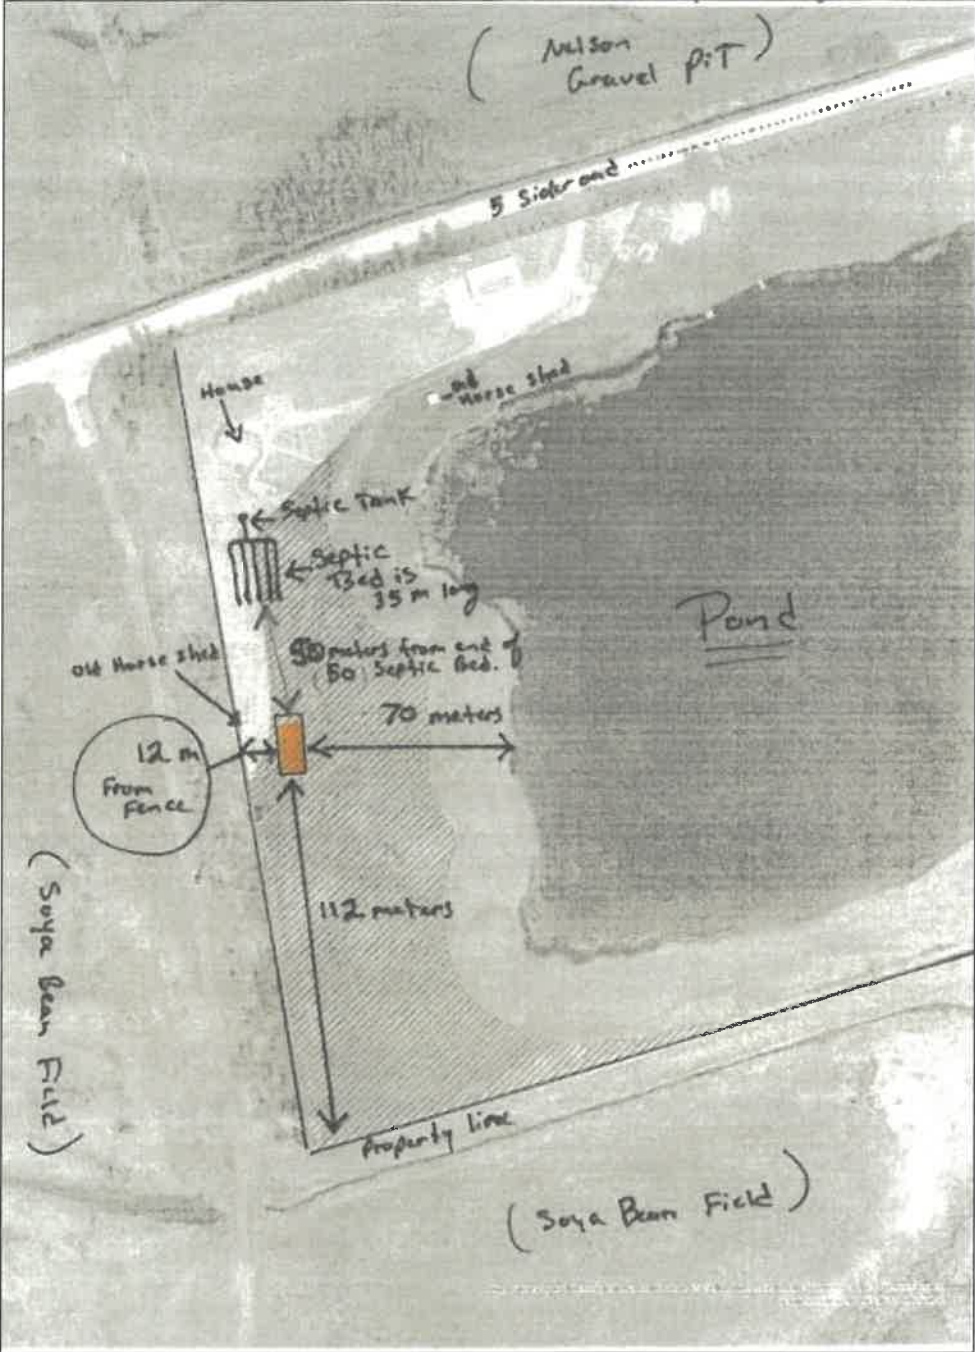 ( Nelson
Gravel PiT )
5 Sideroad
House
old
Horse shed
Septic Tank
Septic
Bed is
35 m long
Pond
50 meters from end of
(50) Septic Bed.
old Horse shed
70 meters
12 m
From
Fence
112 meters
(Soya Bean Field)
Property line
(Soya Bean Field)